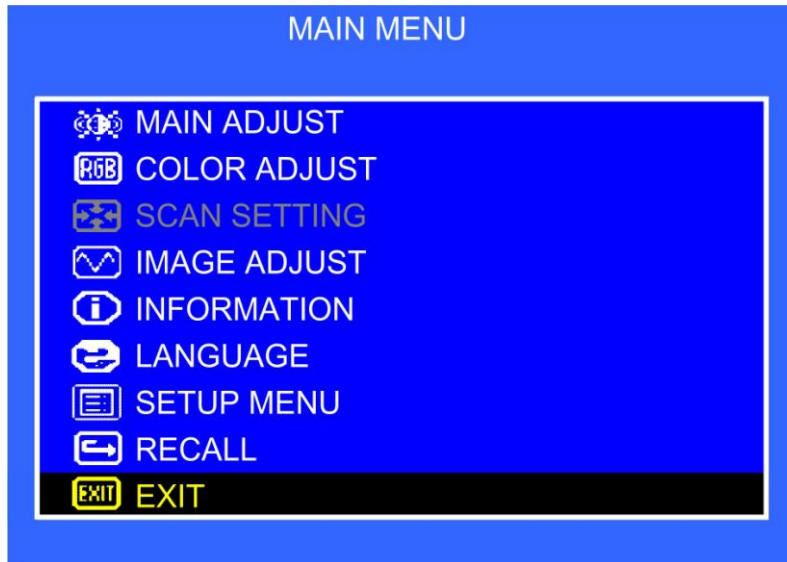 MAIN MENU
MAIN ADJUST
RGB COLOR ADJUST
SCAN SETTING
IMAGE ADJUST
i INFORMATION
LANGUAGE
SETUP MENU
RECALL
EXIT EXIT